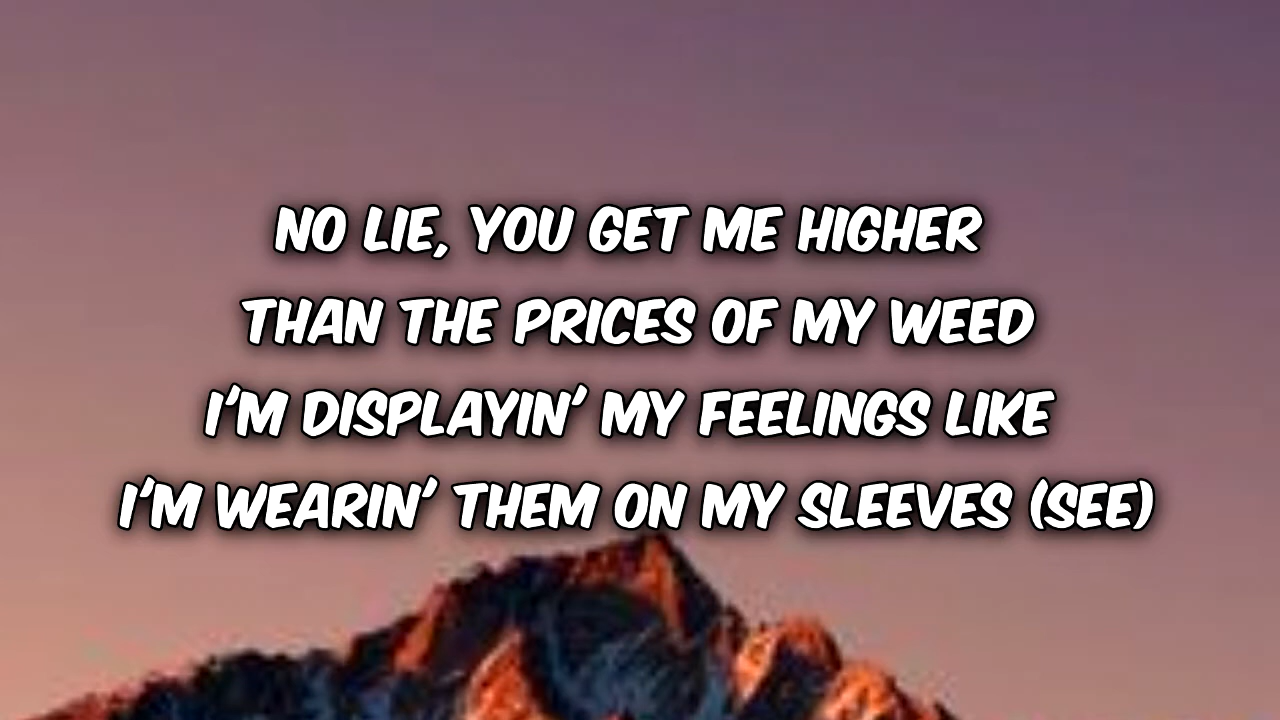 NO LIE, YOU GET ME HIGHER
THAN THE PRICES OF MY WEED
I'M DISPLAYIN' MY FEELINGS LIKE
I'M WEARIN' THEM ON MY SLEEVES (SEE)